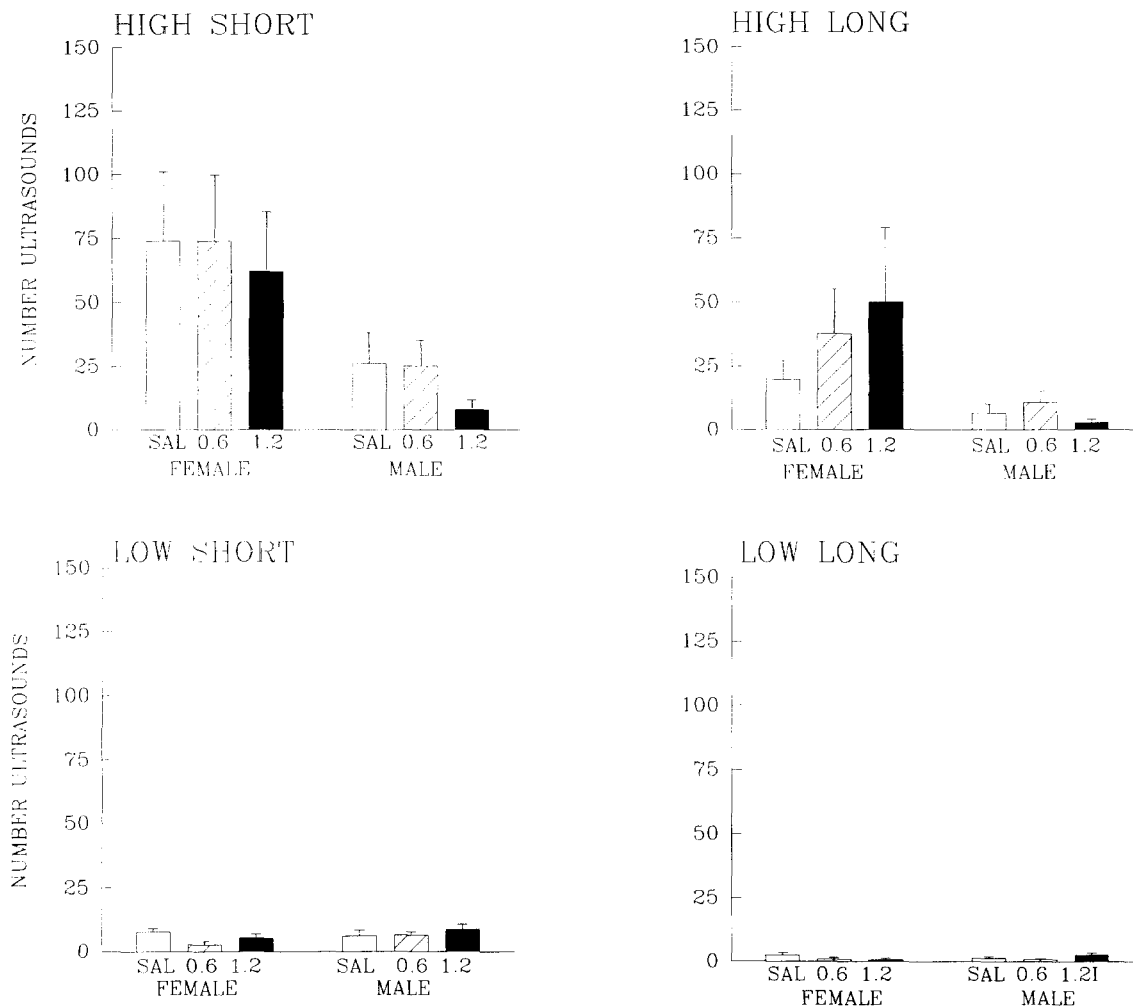 HIGH SHORT
150
125
100
75
50
25
0
NUMBER ULTRASOUNDS
SAL 0.6 1.2 SAL 0.6 1.2
FEMALE MALE
HIGH LONG
150
125
100
75
50
25
0
SAL 0.6 1.2 SAL 0.6 1.2
FEMALE MALE
LOW SHORT
150
125
100
75
50
25
0
NUMBER ULTRASOUNDS
SAL 0.6 1.2 SAL 0.6 1.2
FEMALE MALE
LOW LONG
150
125
100
75
50
25
0
SAL 0.6 1.2 SAL 0.6 1.2I
FEMALE MALE